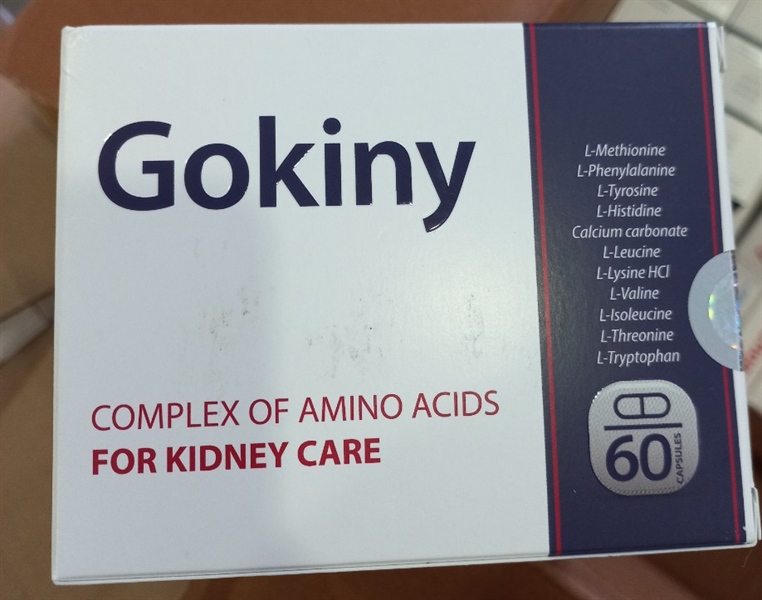 Gokiny
COMPLEX OF AMINO ACIDS
FOR KIDNEY CARE
L-Methionine
L-Phenylalanine
L-Tyrosine
L-Histidine
Calcium carbonate
L-Leucine
L-Lysine HCl
L-Valine
L-Isoleucine
L-Threonine
L-Tryptophan
60
CAPSULES